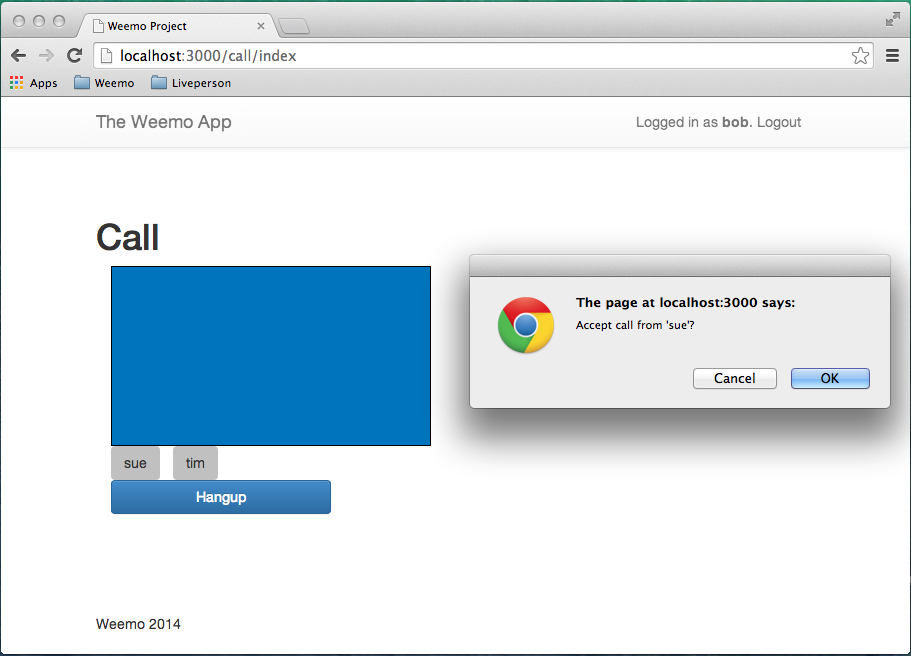 Weemo Project
localhost:3000/call/index
Apps Weemo Liveperson
The Weemo App Logged in as bob. Logout
Call
The page at localhost:3000 says:
Accept call from 'sue'?
Cancel OK
sue tim
Hangup
Weemo 2014